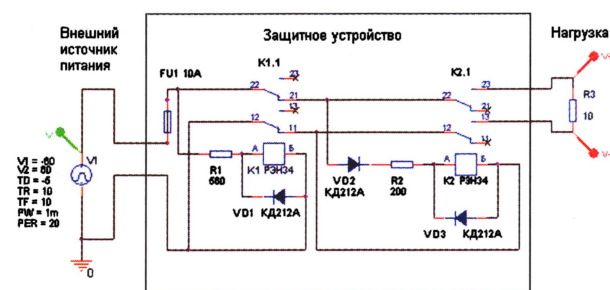 Внешний
источник
питания
Защитное устройство
Нагрузка
FU1 10A
K1.1
K2.1
23
22
21
13
12
11
22
23
21
13
12
11
V1 = -60
V2 = 60
TD = -5
TR = 10
TF = 10
PW = 1m
PER = 20
V1
0
R1
560
A
Б
K1 РЭН34
VD1 КД212А
VD2
КД212А
R2
200
A
Б
K2 РЭН34
VD3 КД212А
R3
10